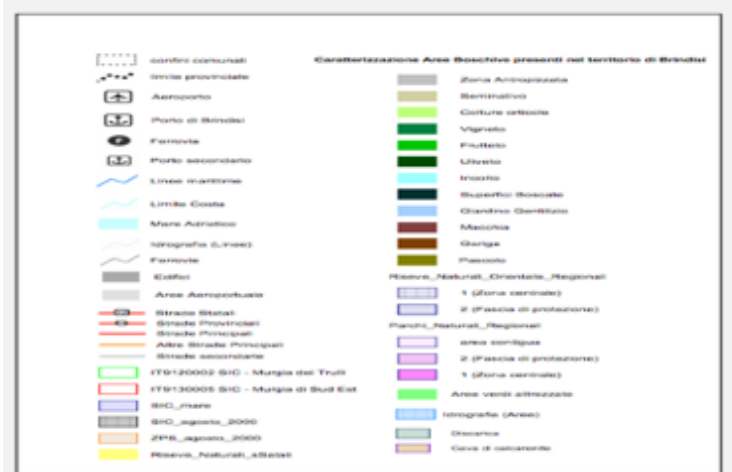 confini comunali
limite provinciale
Aeroporto
Porto di Brindisi
Ferrovie
Porto secondario
Linee marittime
Limite Costa
Mare Adriatico
Idrografia (Linee)
Ferrovie
Edifici
Aree Aeroportuale
Strade Statali
Strade Provinciali
Strade Principali
Altre Strade Principali
Strade secondarie
IT9120002 SIC - Murgia dei Trulli
IT9130005 SIC - Murgia di Sud Est
SIC_mare
SIC_agosto_2000
ZPS_agosto_2000
Riseve_Naturali_sStatali
Caratterizzazione Aree Boschive presenti nel territorio di Brindisi
Zona Antropizzata
Seminativo
Colture orticole
Vigneto
Frutteto
Uliveto
Incolto
Superfici Boscate
Giardino Gentilizio
Macchia
Gariga
Pascolo
Riseve_Naturali_Orientate_Regionali
1 (Zona centrale)
2 (Fascia di protezione)
Parchi_Naturali_Regionali
area contigua
2 (Fascia di protezione)
1 (Zona centrale)
Aree verdi attrezzate
Idrografia (Aree)
Discarica
Cava di calcarenite